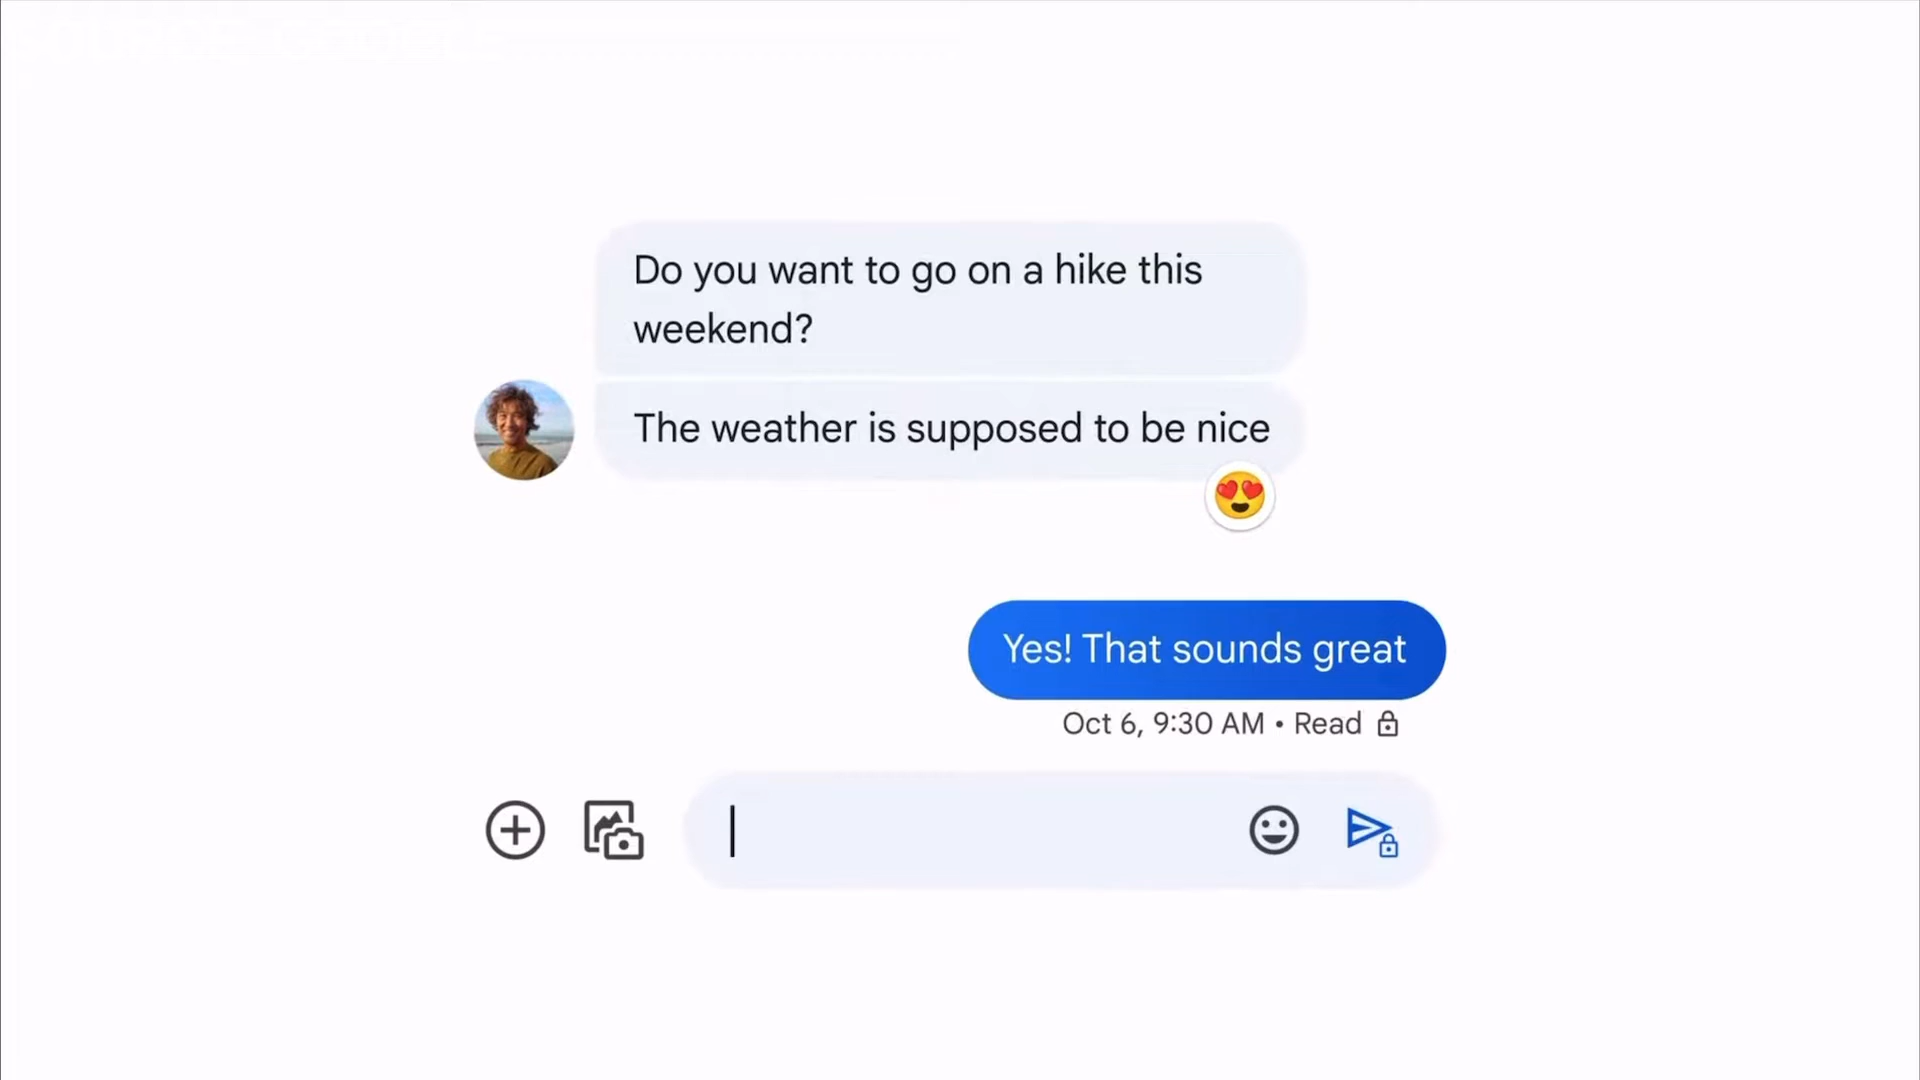 Do you want to go on a hike this
weekend?
The weather is supposed to be nice
Yes! That sounds great
Oct 6, 9:30 AM • Read